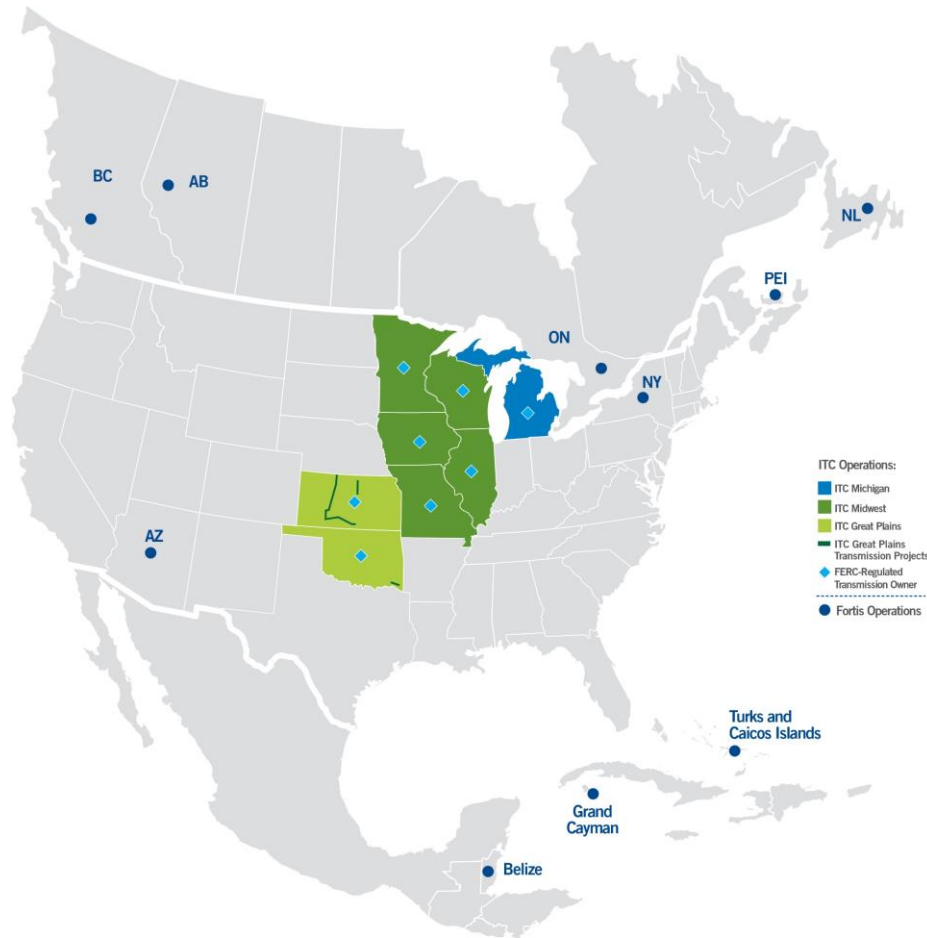 BC
AB
NL
PEI
ON
NY
AZ
ITC Operations:
ITC Michigan
ITC Midwest
ITC Great Plains
ITC Great Plains
Transmission Projects
FERC-Regulated
Transmission Owner
Fortis Operations
Turks and
Caicos Islands
Grand
Cayman
Belize